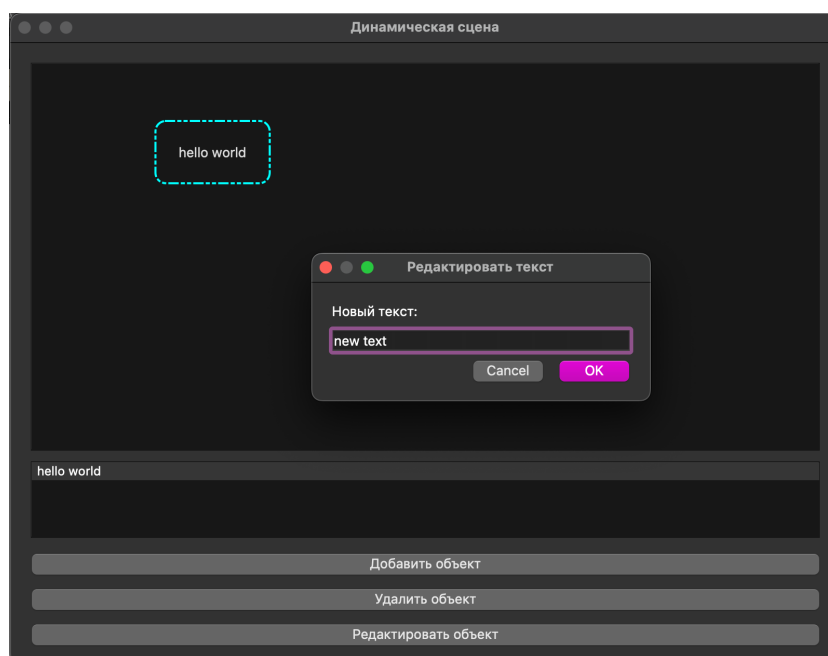 Динамическая сцена
hello world
Редактировать текст
Новый текст:
new text
Cancel OK
hello world
Добавить объект
Удалить объект
Редактировать объект